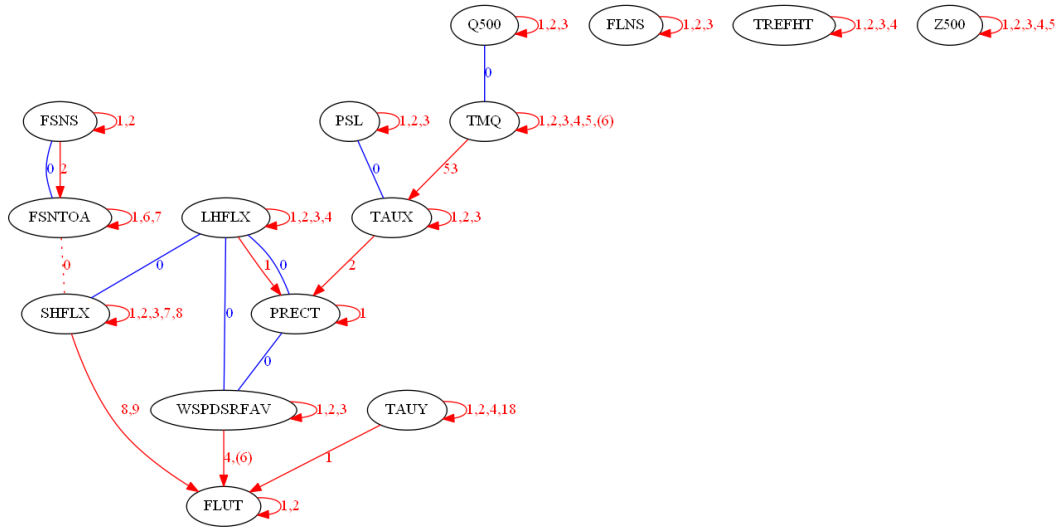 Q500 1,2,3 FLNS 1,2,3 TREFHT 1,2,3,4 Z500 1,2,3,4,5
0
FSNS 1,2 PSL 1,2,3 TMQ 1,2,3,4,5,(6)
0 2 0 53
FSNTOA 1,6,7 LHFLX 1,2,3,4 TAUX 1,2,3
0 0 1 0 2
SHFLX 1,2,3,7,8 0 PRECT 1
0
8,9 WSPDSRFAV 1,2,3 TAUY 1,2,4,18
4,(6) 1
FLUT 1,2